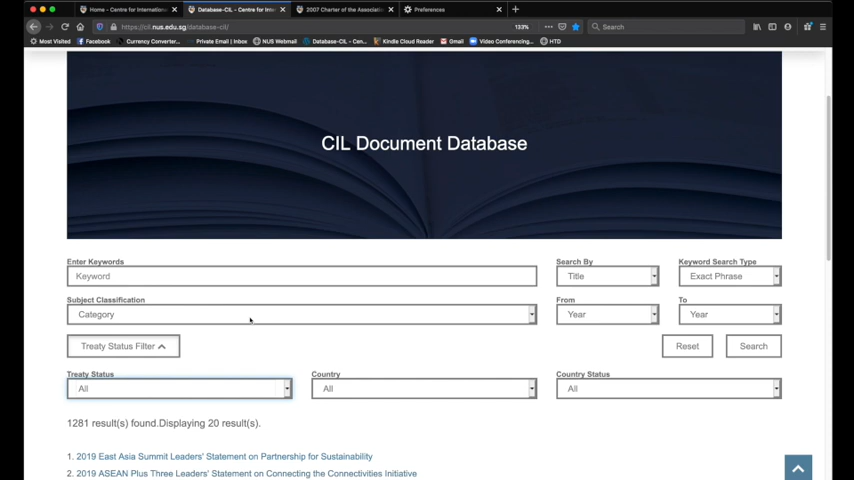 Home - Centre for Internationa
Database-CIL - Centre for Inte
2007 Charter of the Associatio
Preferences
https://cil.nus.edu.sg/database-cil/
133%
Search
Most Visited
Facebook
Currency Converter...
Private Email | Inbox
NUS Webmail
Database-CIL - Cen...
Kindle Cloud Reader
Gmail
Video Conferencing...
HTD
CIL Document Database
Enter Keywords
Search By
Keyword Search Type
Keyword
Title
Exact Phrase
Subject Classification
From
To
Category
Year
Year
Treaty Status Filter
Reset
Search
Treaty Status
Country
Country Status
All
All
All
1281 result(s) found.Displaying 20 result(s).
1. 2019 East Asia Summit Leaders' Statement on Partnership for Sustainability
2. 2019 ASEAN Plus Three Leaders' Statement on Connecting the Connectivities Initiative